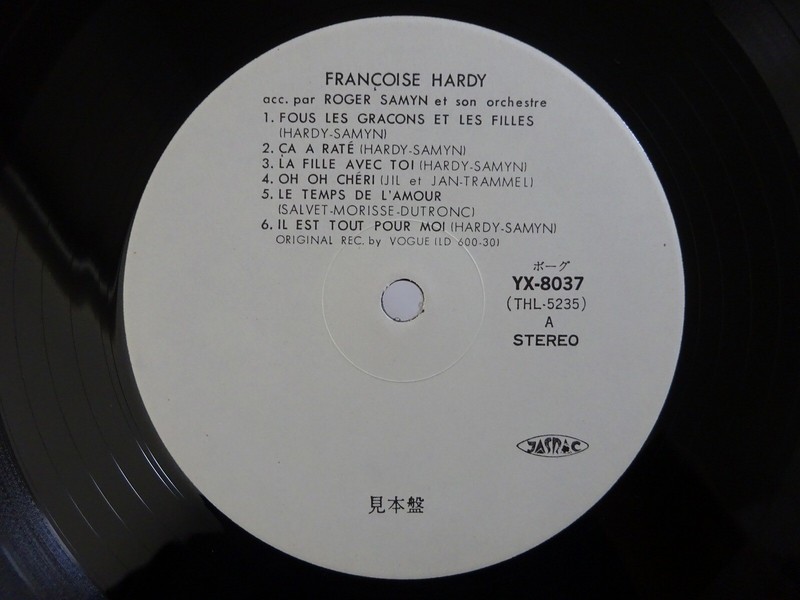 FRANÇOISE HARDY
acc. par ROGER SAMYN et son orchestre
1. FOUS LES GRACONS ET LES FILLES
(HARDY-SAMYN)
2. ÇA A RATÉ (HARDY-SAMYN)
3. LA FILLE AVEC TOI (HARDY-SAMYN)
4. OH OH CHÉRI (JIL et JAN-TRAMMEL)
5. LE TEMPS DE L'AMOUR
(SALVET-MORISSE-DUTRONC)
6. IL EST TOUT POUR MOI (HARDY-SAMYN)
ORIGINAL REC. by VOGUE (LD 600-30)
ボーグ
YX-8037
(THL-5235)
A
STEREO
JASRAC
見本盤